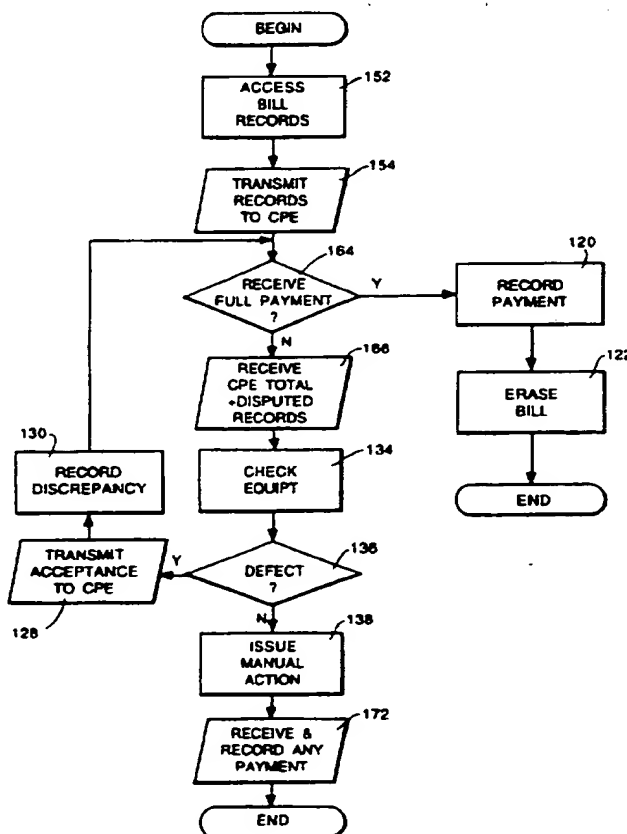 BEGIN
ACCESS
BILL
RECORDS
152
TRANSMIT
RECORDS
TO CPE
154
RECEIVE
FULL PAYMENT
?
164
Y
N
RECORD
PAYMENT
120
ERASE
BILL
122
END
RECEIVE
CPE TOTAL
+DISPUTED
RECORDS
166
CHECK
EQUIPT
134
130
RECORD
DISCREPANCY
DEFECT
?
136
Y
TRANSMIT
ACCEPTANCE
TO CPE
128
N
138
ISSUE
MANUAL
ACTION
172
RECEIVE &
RECORD ANY
PAYMENT
END